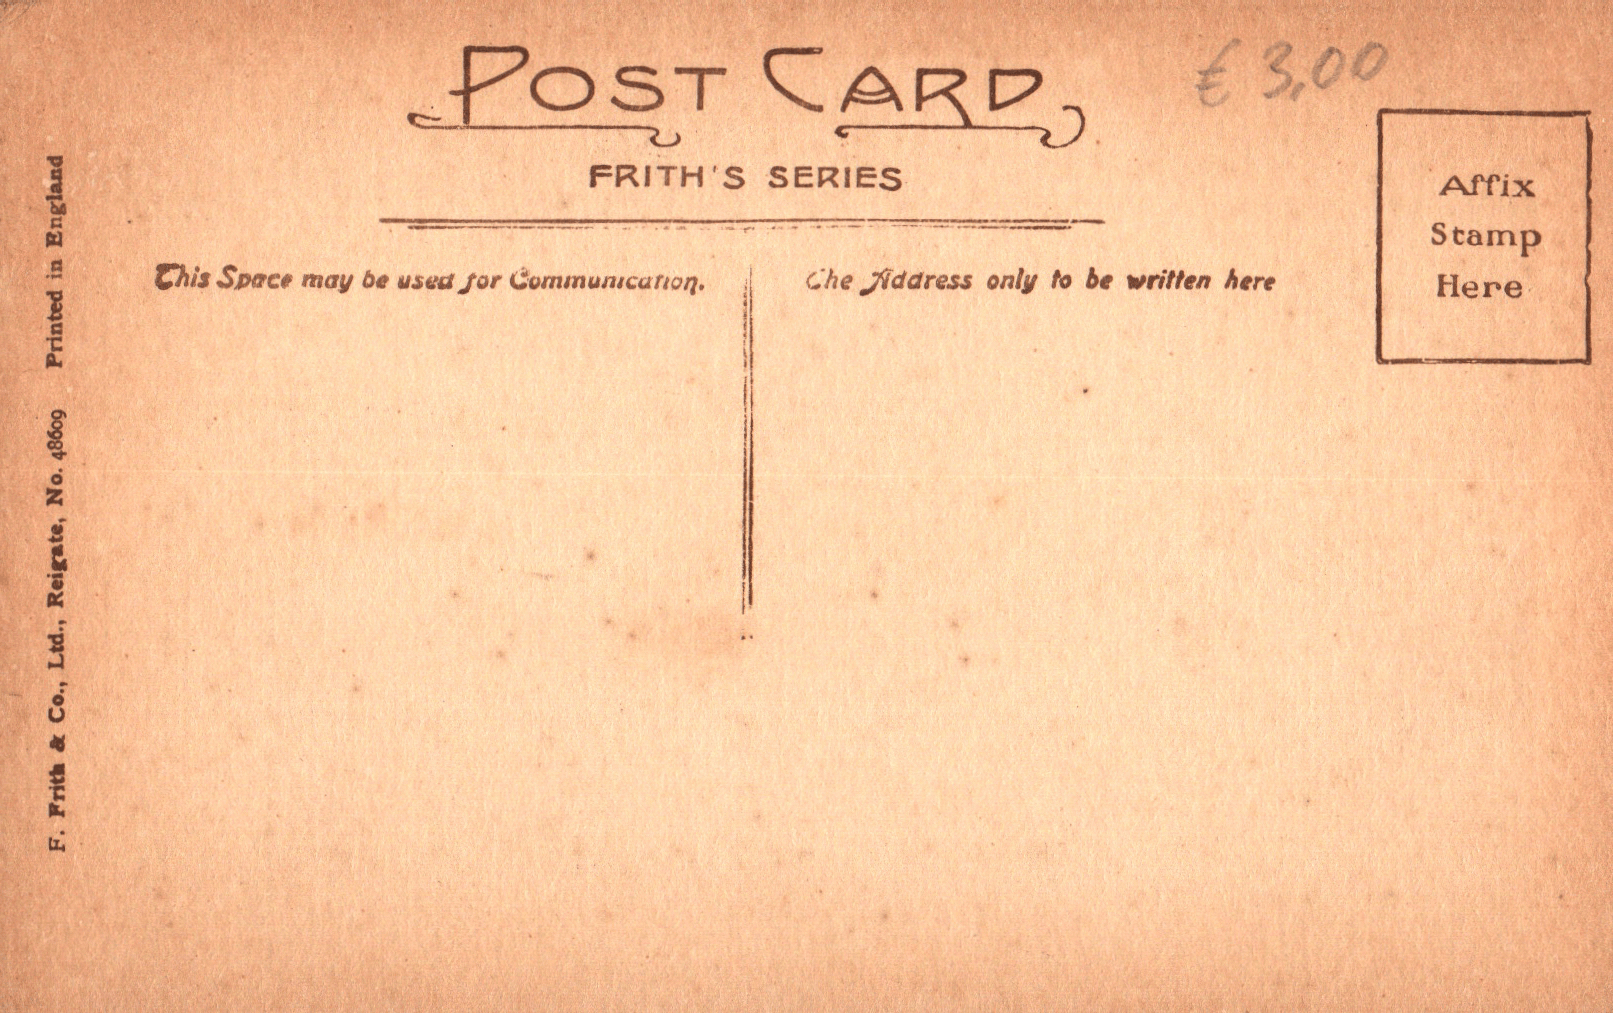 POST CARD
€ 3,00
FRITH'S SERIES
This Space may be used for Communication.
The Address only to be written here
Affix
Stamp
Here
F. Frith & Co., Ltd., Reigate, No. 48609 Printed in England